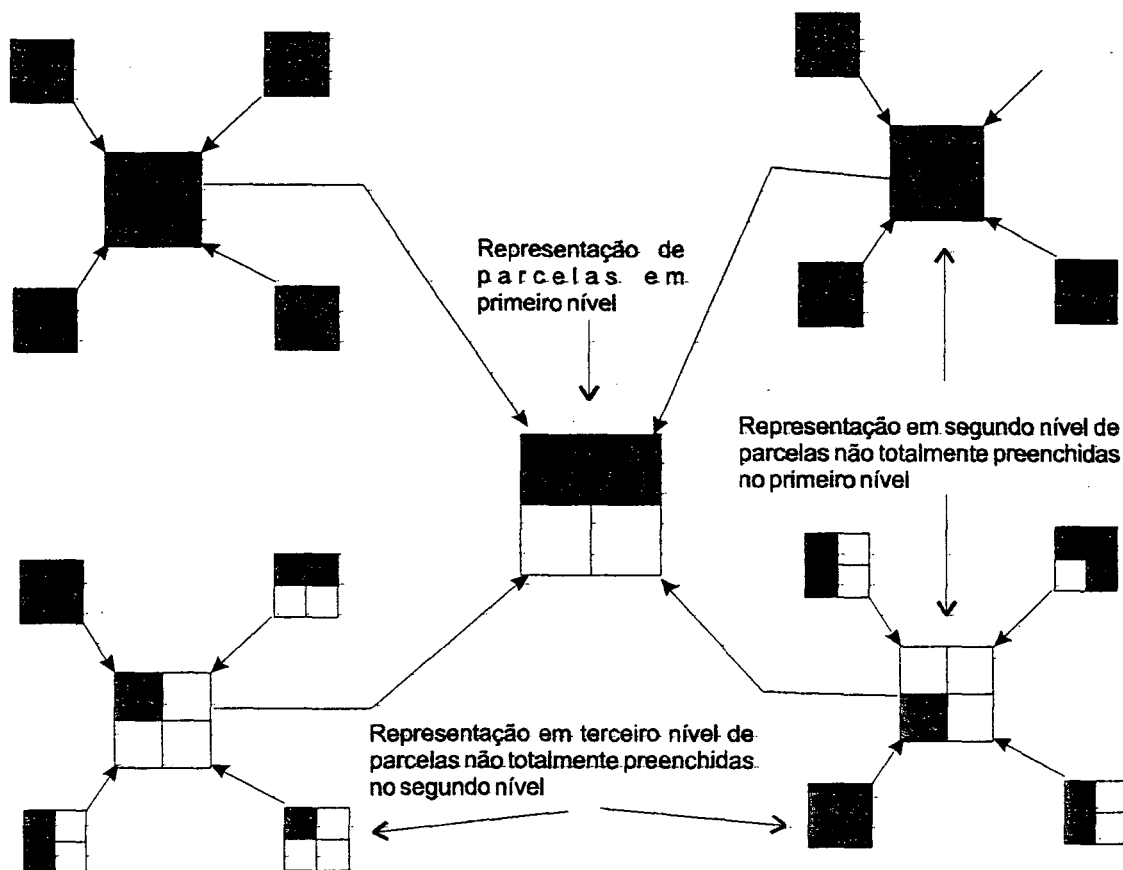 Representação de
parcelas em
primeiro nível
Representação em segundo nível de
parcelas não totalmente preenchidas
no primeiro nível
Representação em terceiro nível de
parcelas não totalmente preenchidas
no segundo nível